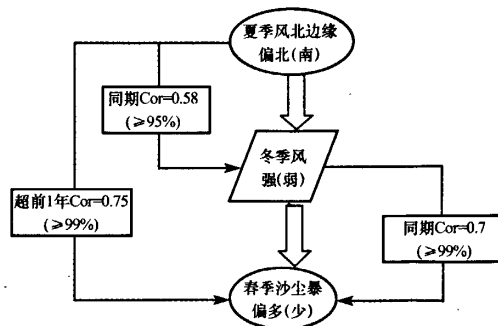 夏季风北边缘
偏北(南)
同期Cor=0.58
(≥95%)
冬季风
强(弱)
超前1年Cor=0.75
(≥99%)
同期Cor=0.7
(≥99%)
春季沙尘暴
偏多(少)